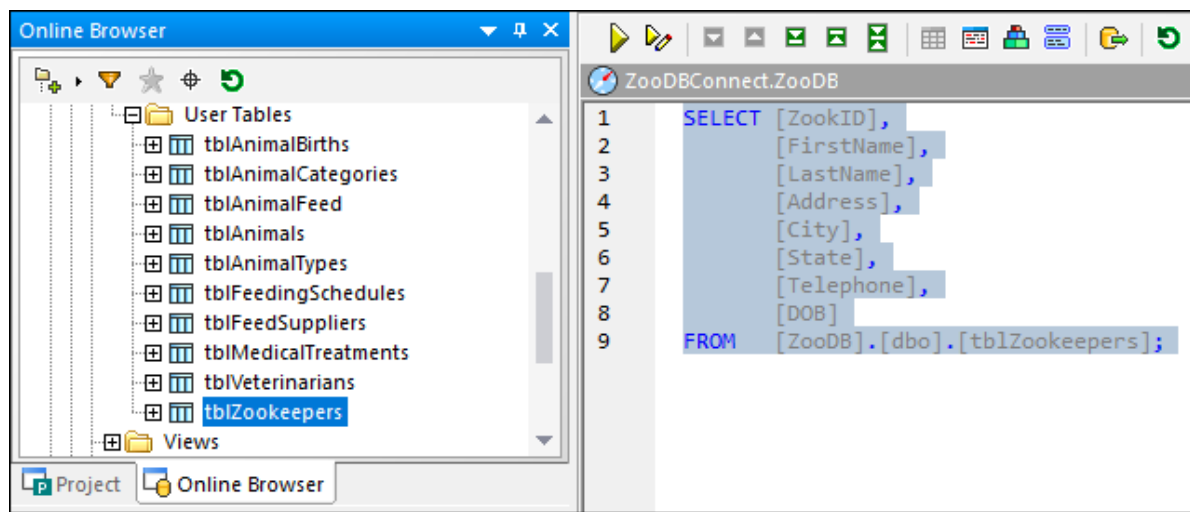 Online Browser
User Tables
tblAnimalBirths
tblAnimalCategories
tblAnimalFeed
tblAnimals
tblAnimalTypes
tblFeedingSchedules
tblFeedSuppliers
tblMedicalTreatments
tblVeterinarians
tblZookeepers
Views
Project
Online Browser
ZooDBConnect.ZooDB
1 SELECT [ZookID],
2 [FirstName],
3 [LastName],
4 [Address],
5 [City],
6 [State],
7 [Telephone],
8 [DOB]
9 FROM [ZooDB].[dbo].[tblZookeepers];